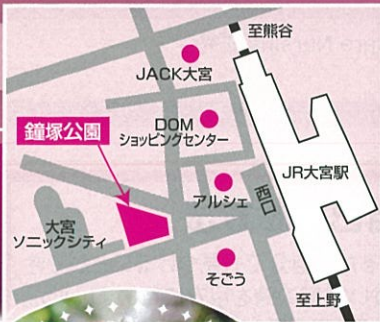 至熊谷
JACK大宮
鐘塚公園
DOM
ショッピングセンター
JR大宮駅
アルシェ
西口
大宮
ソニックシティ
そごう
至上野